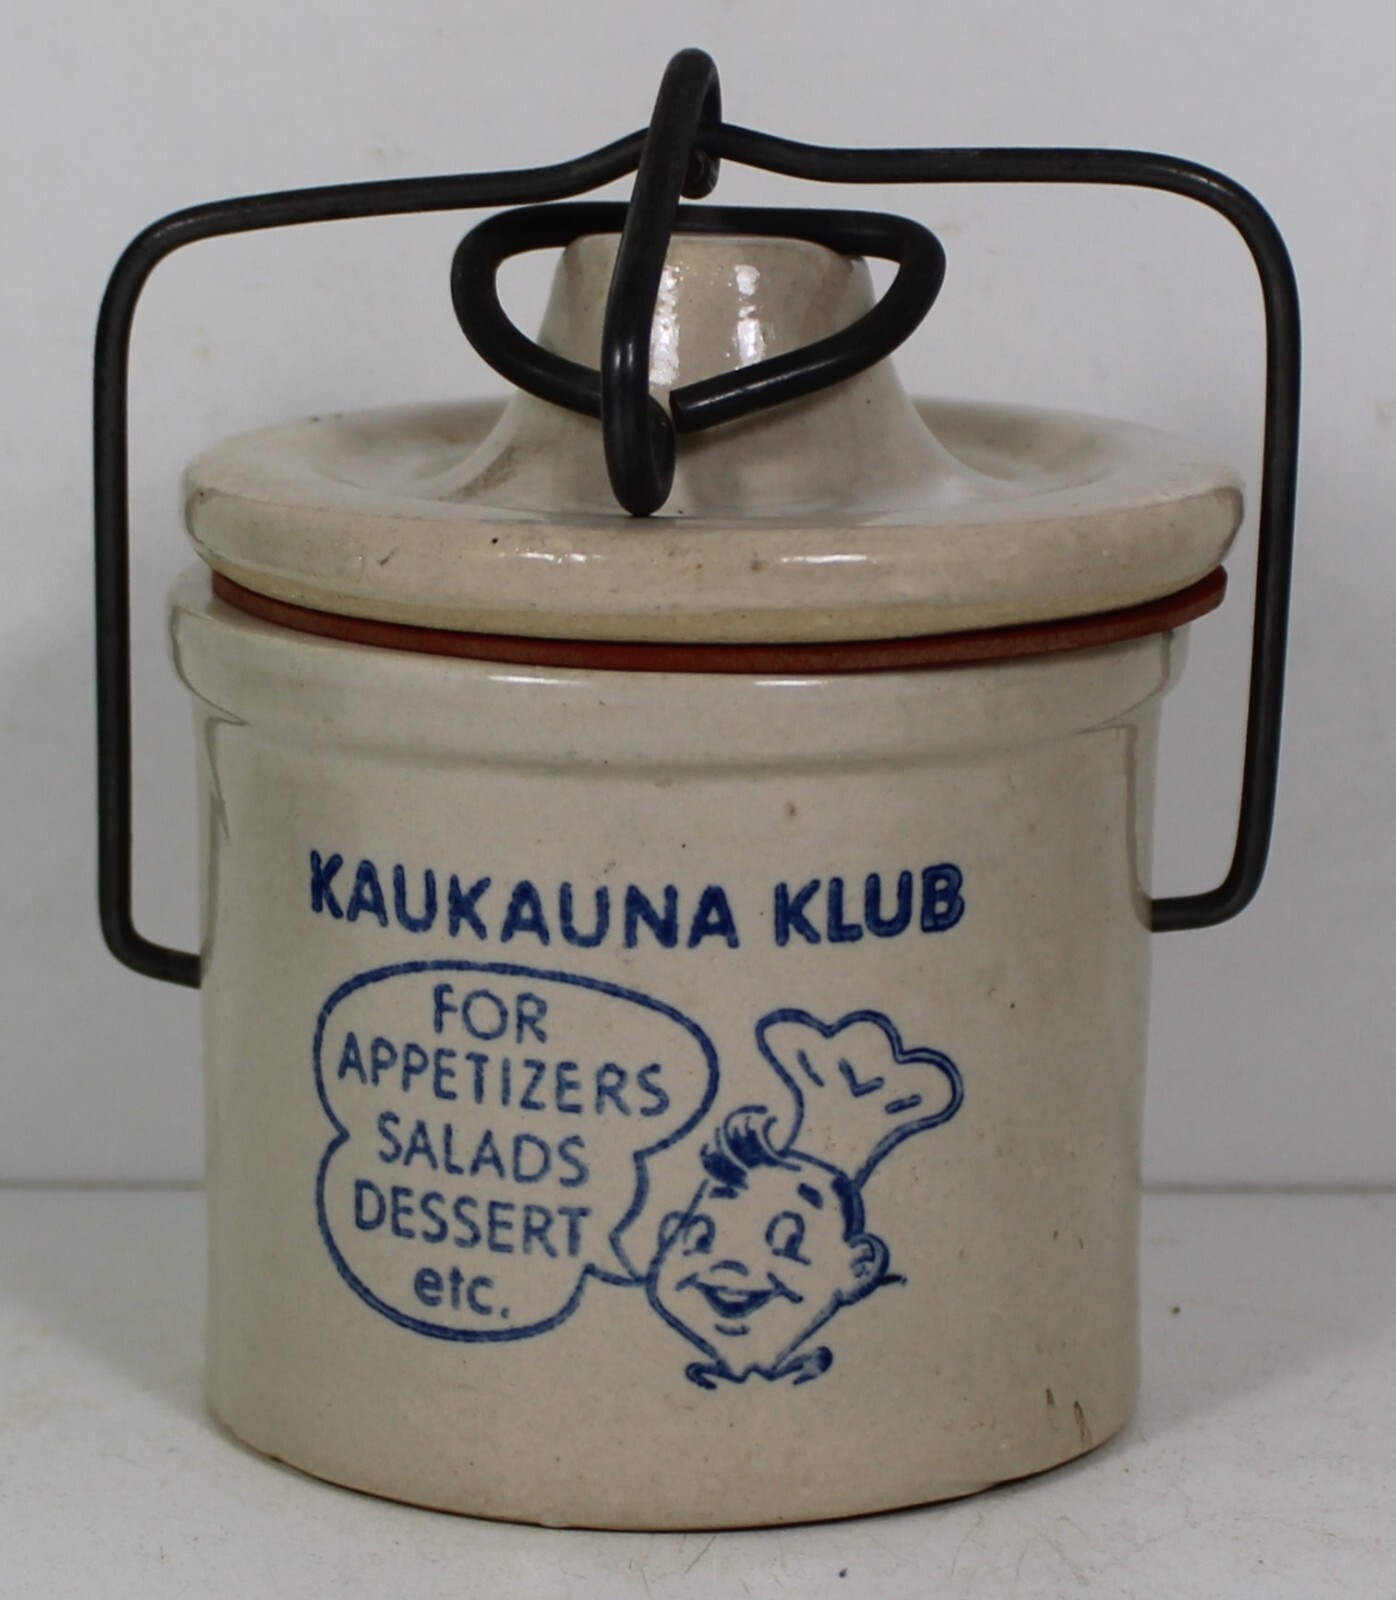 KAUKAUNA KLUB
FOR
APPETIZERS
SALADS
DESSERT
etc.